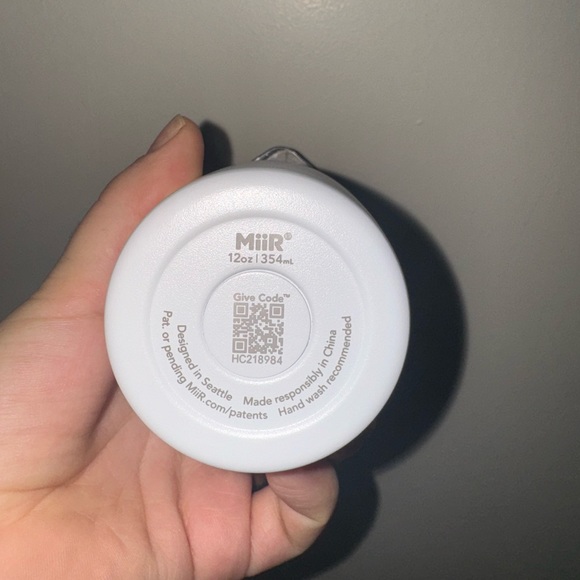 MiiR®
12oz | 354mL
Give Code™
HC218984
Designed in Seattle
Made responsibly in China
Pat. or pending MiiR.com/patents
Hand wash recommended